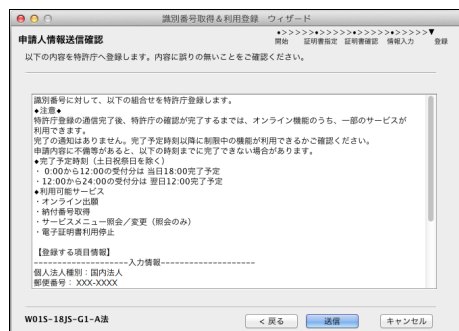 識別番号取得&利用登録 ウィザード
申請人情報送信確認
●>>>>>●>>>>>●>>>>>●>>>>>▼
開始 証明書指定 証明書確認 情報入力 登録
以下の内容を特許庁へ登録します。内容に誤りの無いことをご確認ください。
識別番号に対して、以下の組合せを特許庁登録します。
◆注意◆
特許庁登録の通信完了後、特許庁の確認が完了するまでは、オンライン機能のうち、一部のサービスが
利用できます。
完了の通知はありません。完了予定時刻以降に制限中の機能が利用できるかご確認ください。
申請内容に不備等があると、以下の時刻までに完了できない場合があります。
◆完了予定時刻(土日祝祭日を除く)
・ 0:00から12:00の受付分は 当日18:00完了予定
・12:00から24:00の受付分は 翌日12:00完了予定
◆利用可能サービス
・オンライン出願
・納付番号取得
・サービスメニュー照会/変更(照会のみ)
・電子証明書利用停止
【登録する項目情報】
-------------------入力情報-------------------
個人法人種別:国内法人
郵便番号: XXX-XXXX
W01S-18JS-G1-A法
< 戻る 送信 キャンセル